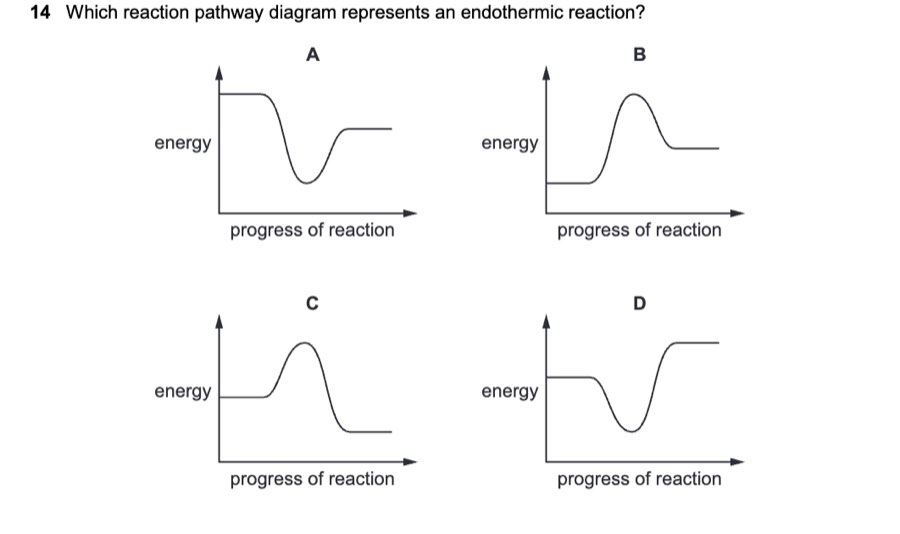 14 Which reaction pathway diagram represents an endothermic reaction?
A
energy
progress of reaction
B
energy
progress of reaction
C
energy
progress of reaction
D
energy
progress of reaction